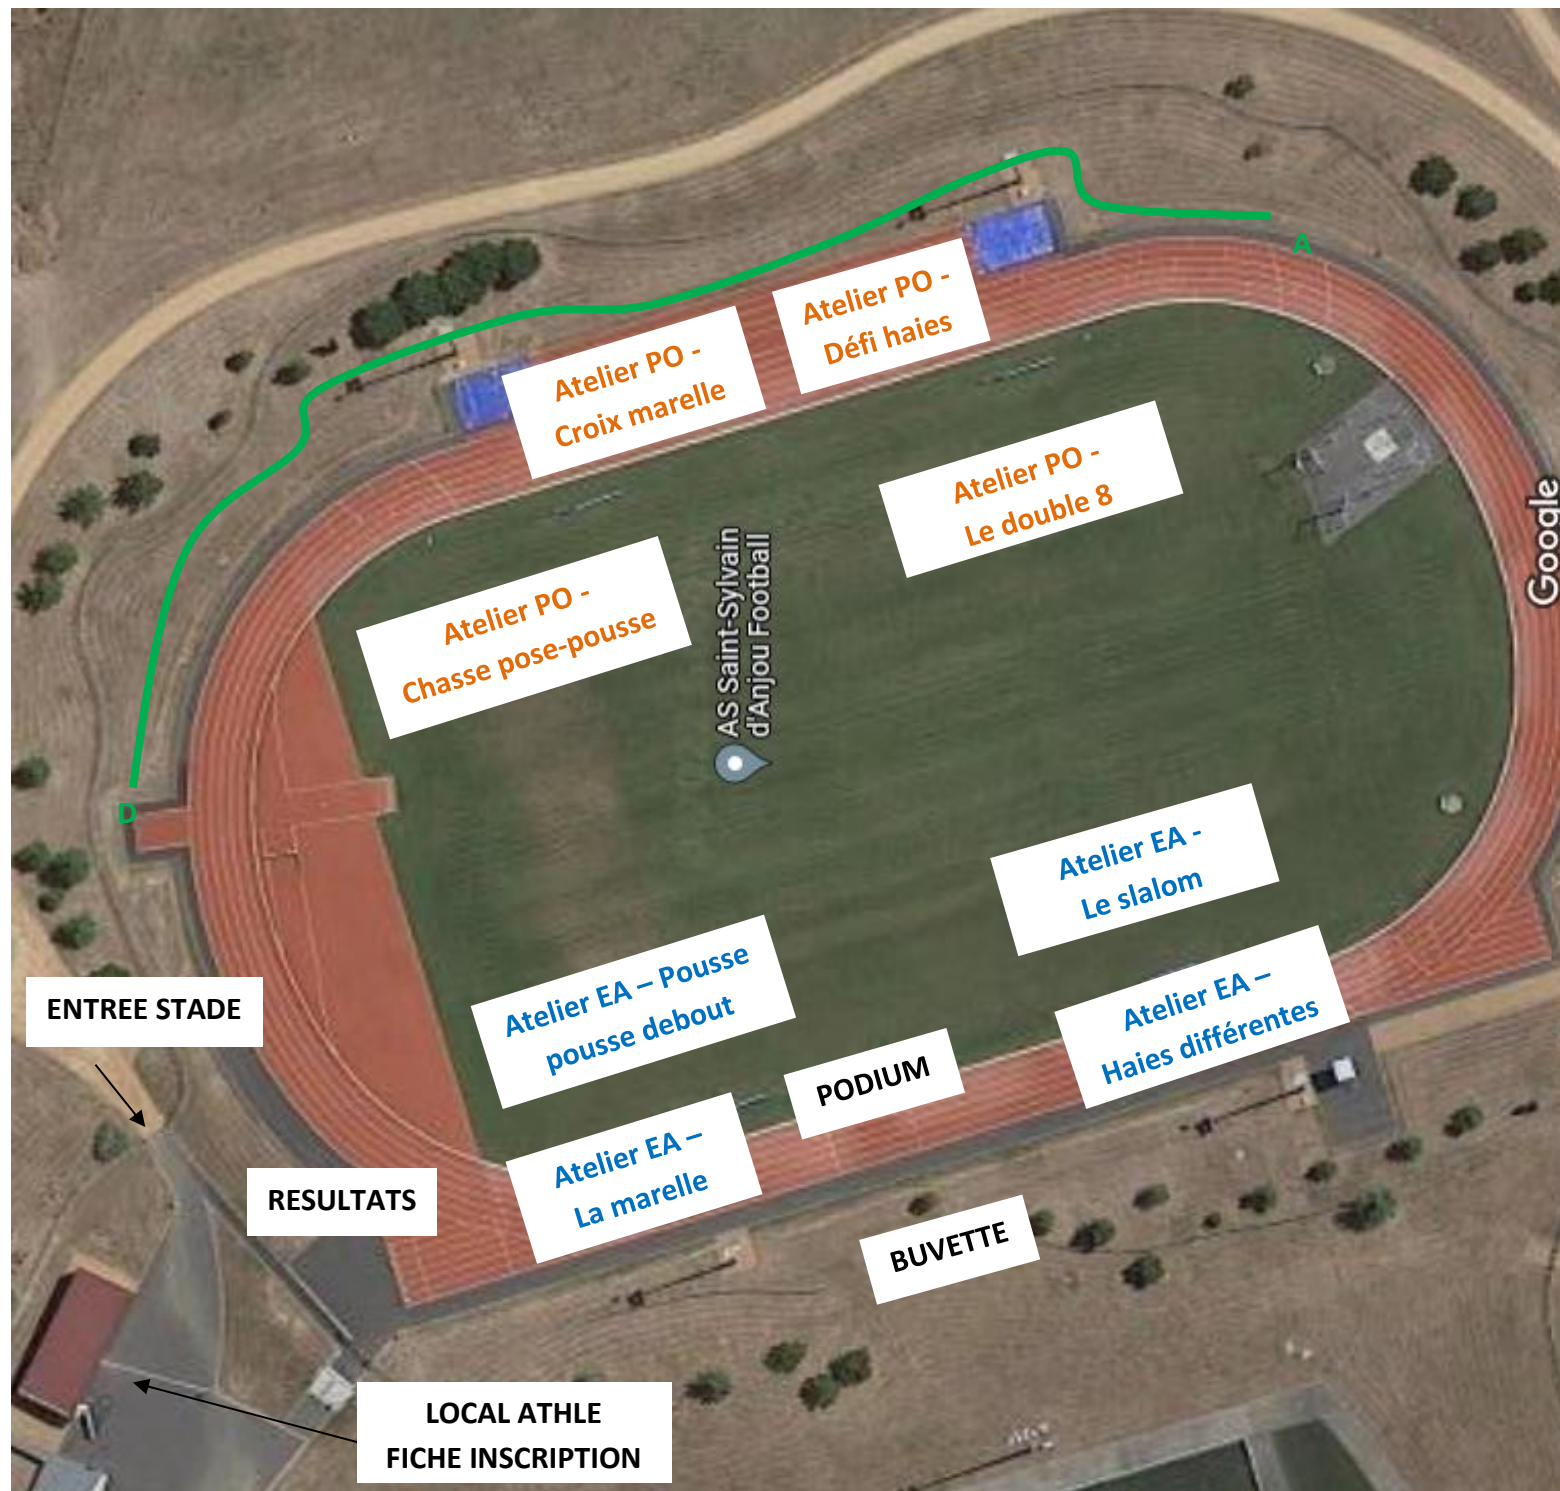 A
Atelier PO -
Défi haies
Atelier PO -
Croix marelle
Atelier PO -
Le double 8
Google
AS Saint-Sylvain
d'Anjou Football
Atelier PO -
Chasse pose-pousse
D
Atelier EA -
Le slalom
Atelier EA – Pousse
pousse debout
Atelier EA –
Haies différentes
ENTREE STADE
PODIUM
Atelier EA –
La marelle
RESULTATS
BUVETTE
LOCAL ATHLE
FICHE INSCRIPTION